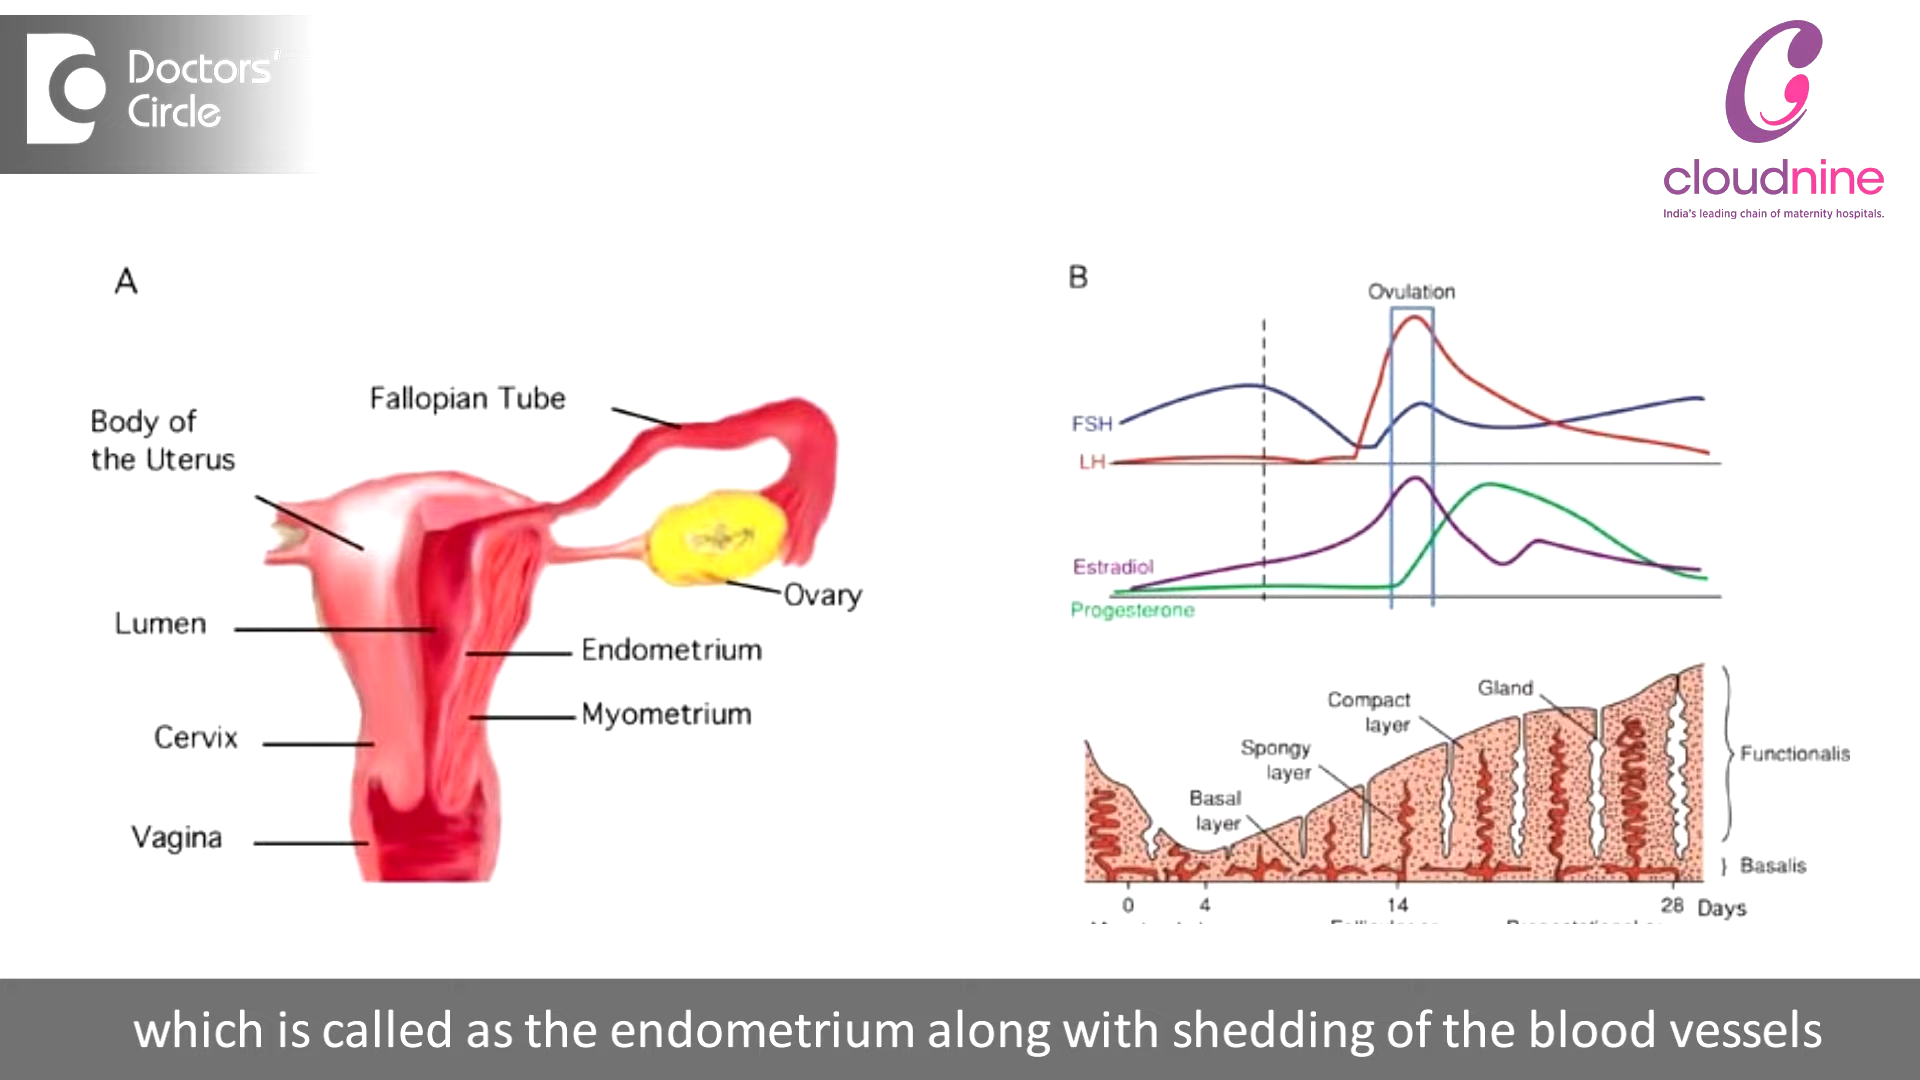 Doctors'
Circle
cloudnine
India's leading chain of maternity hospitals.
A
Fallopian Tube
Body of
the Uterus
Ovary
Lumen
Endometrium
Myometrium
Cervix
Vagina
B
Ovulation
FSH
LH
Estradiol
Progesterone
Gland
Compact
layer
Spongy
layer
Functionalis
Basal
layer
Basalis
0 4 14 28 Days
which is called as the endometrium along with shedding of the blood vessels